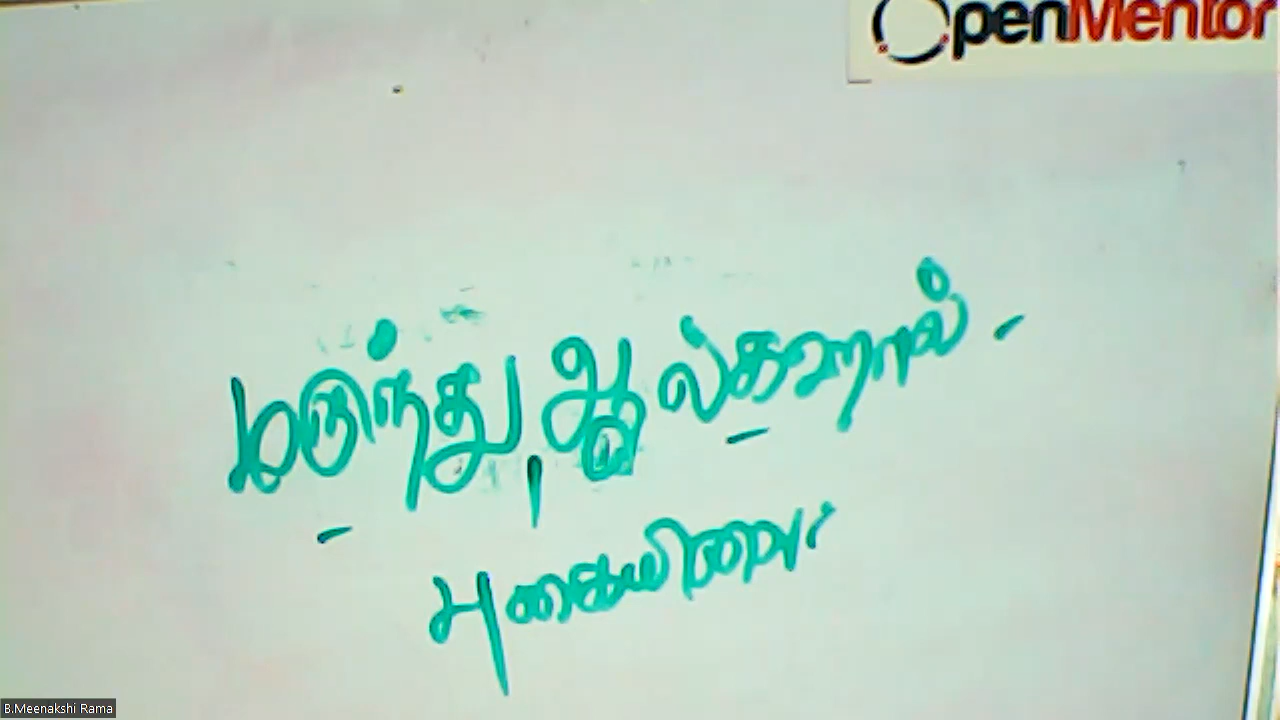 OpenMentor
மருந்து, ஆல்கஹால் -
புகையிலை.
B.Meenakshi Rama